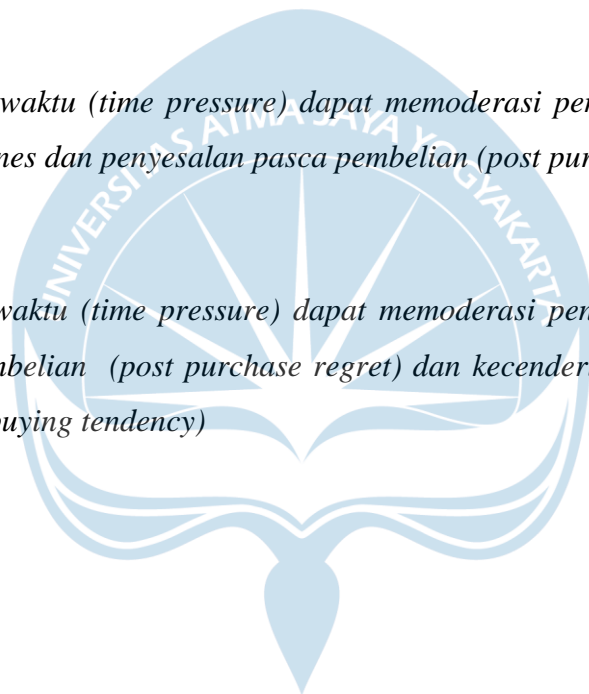 waktu (time pressure) dapat memoderasi pen
nes dan penyesalan pasca pembelian (post pur
UNIVERSITAS ATMA JAYA YOGYAKARTA
waktu (time pressure) dapat memoderasi pen
mbelian (post purchase regret) dan kecender
buying tendency)